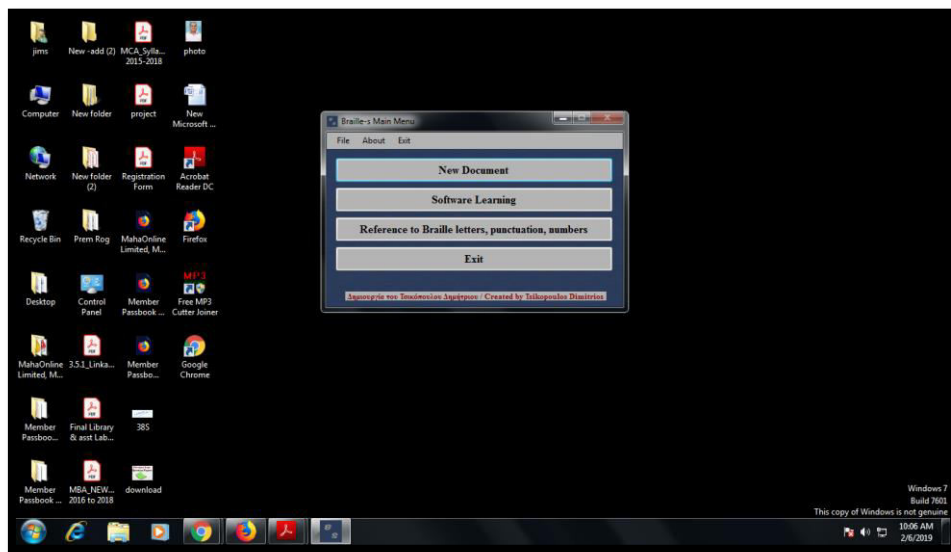 jims
New -add (2)
MCA_Sylla...
2015-2018
photo
Computer
New folder
project
New
Microsoft ...
Network
New folder
(2)
Registration
Form
Acrobat
Reader DC
Recycle Bin
Prem Rog
MahaOnline
Limited, M...
Firefox
Desktop
Control
Panel
Member
Passbook ...
MP3
Free MP3
Cutter Joiner
MahaOnline
Limited, M...
3.5.1_Linka...
Member
Passbo...
Google
Chrome
Member
Passboo...
Final Library
& asst Lab...
38S
Member
Passbook ...
MBA_NEW...
2016 to 2018
download
Braille-s Main Menu
File About Exit
New Document
Software Learning
Reference to Braille letters, punctuation, numbers
Exit
Δημιουργία του Τσικόπουλου Δημήτριου / Created by Tsikopoulos Dimitrios
Windows 7
Build 7601
This copy of Windows is not genuine
10:06 AM
2/6/2019